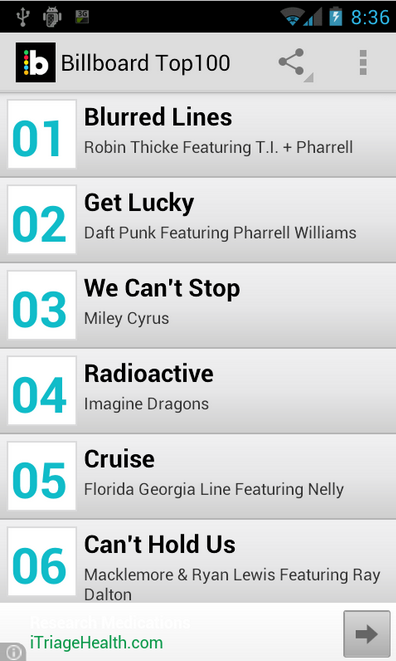 3G
8:36
b Billboard Top100
01
Blurred Lines
Robin Thicke Featuring T.I. + Pharrell
02
Get Lucky
Daft Punk Featuring Pharrell Williams
03
We Can't Stop
Miley Cyrus
04
Radioactive
Imagine Dragons
05
Cruise
Florida Georgia Line Featuring Nelly
06
Can't Hold Us
Macklemore & Ryan Lewis Featuring Ray
Dalton
Research Medications
iTriageHealth.com